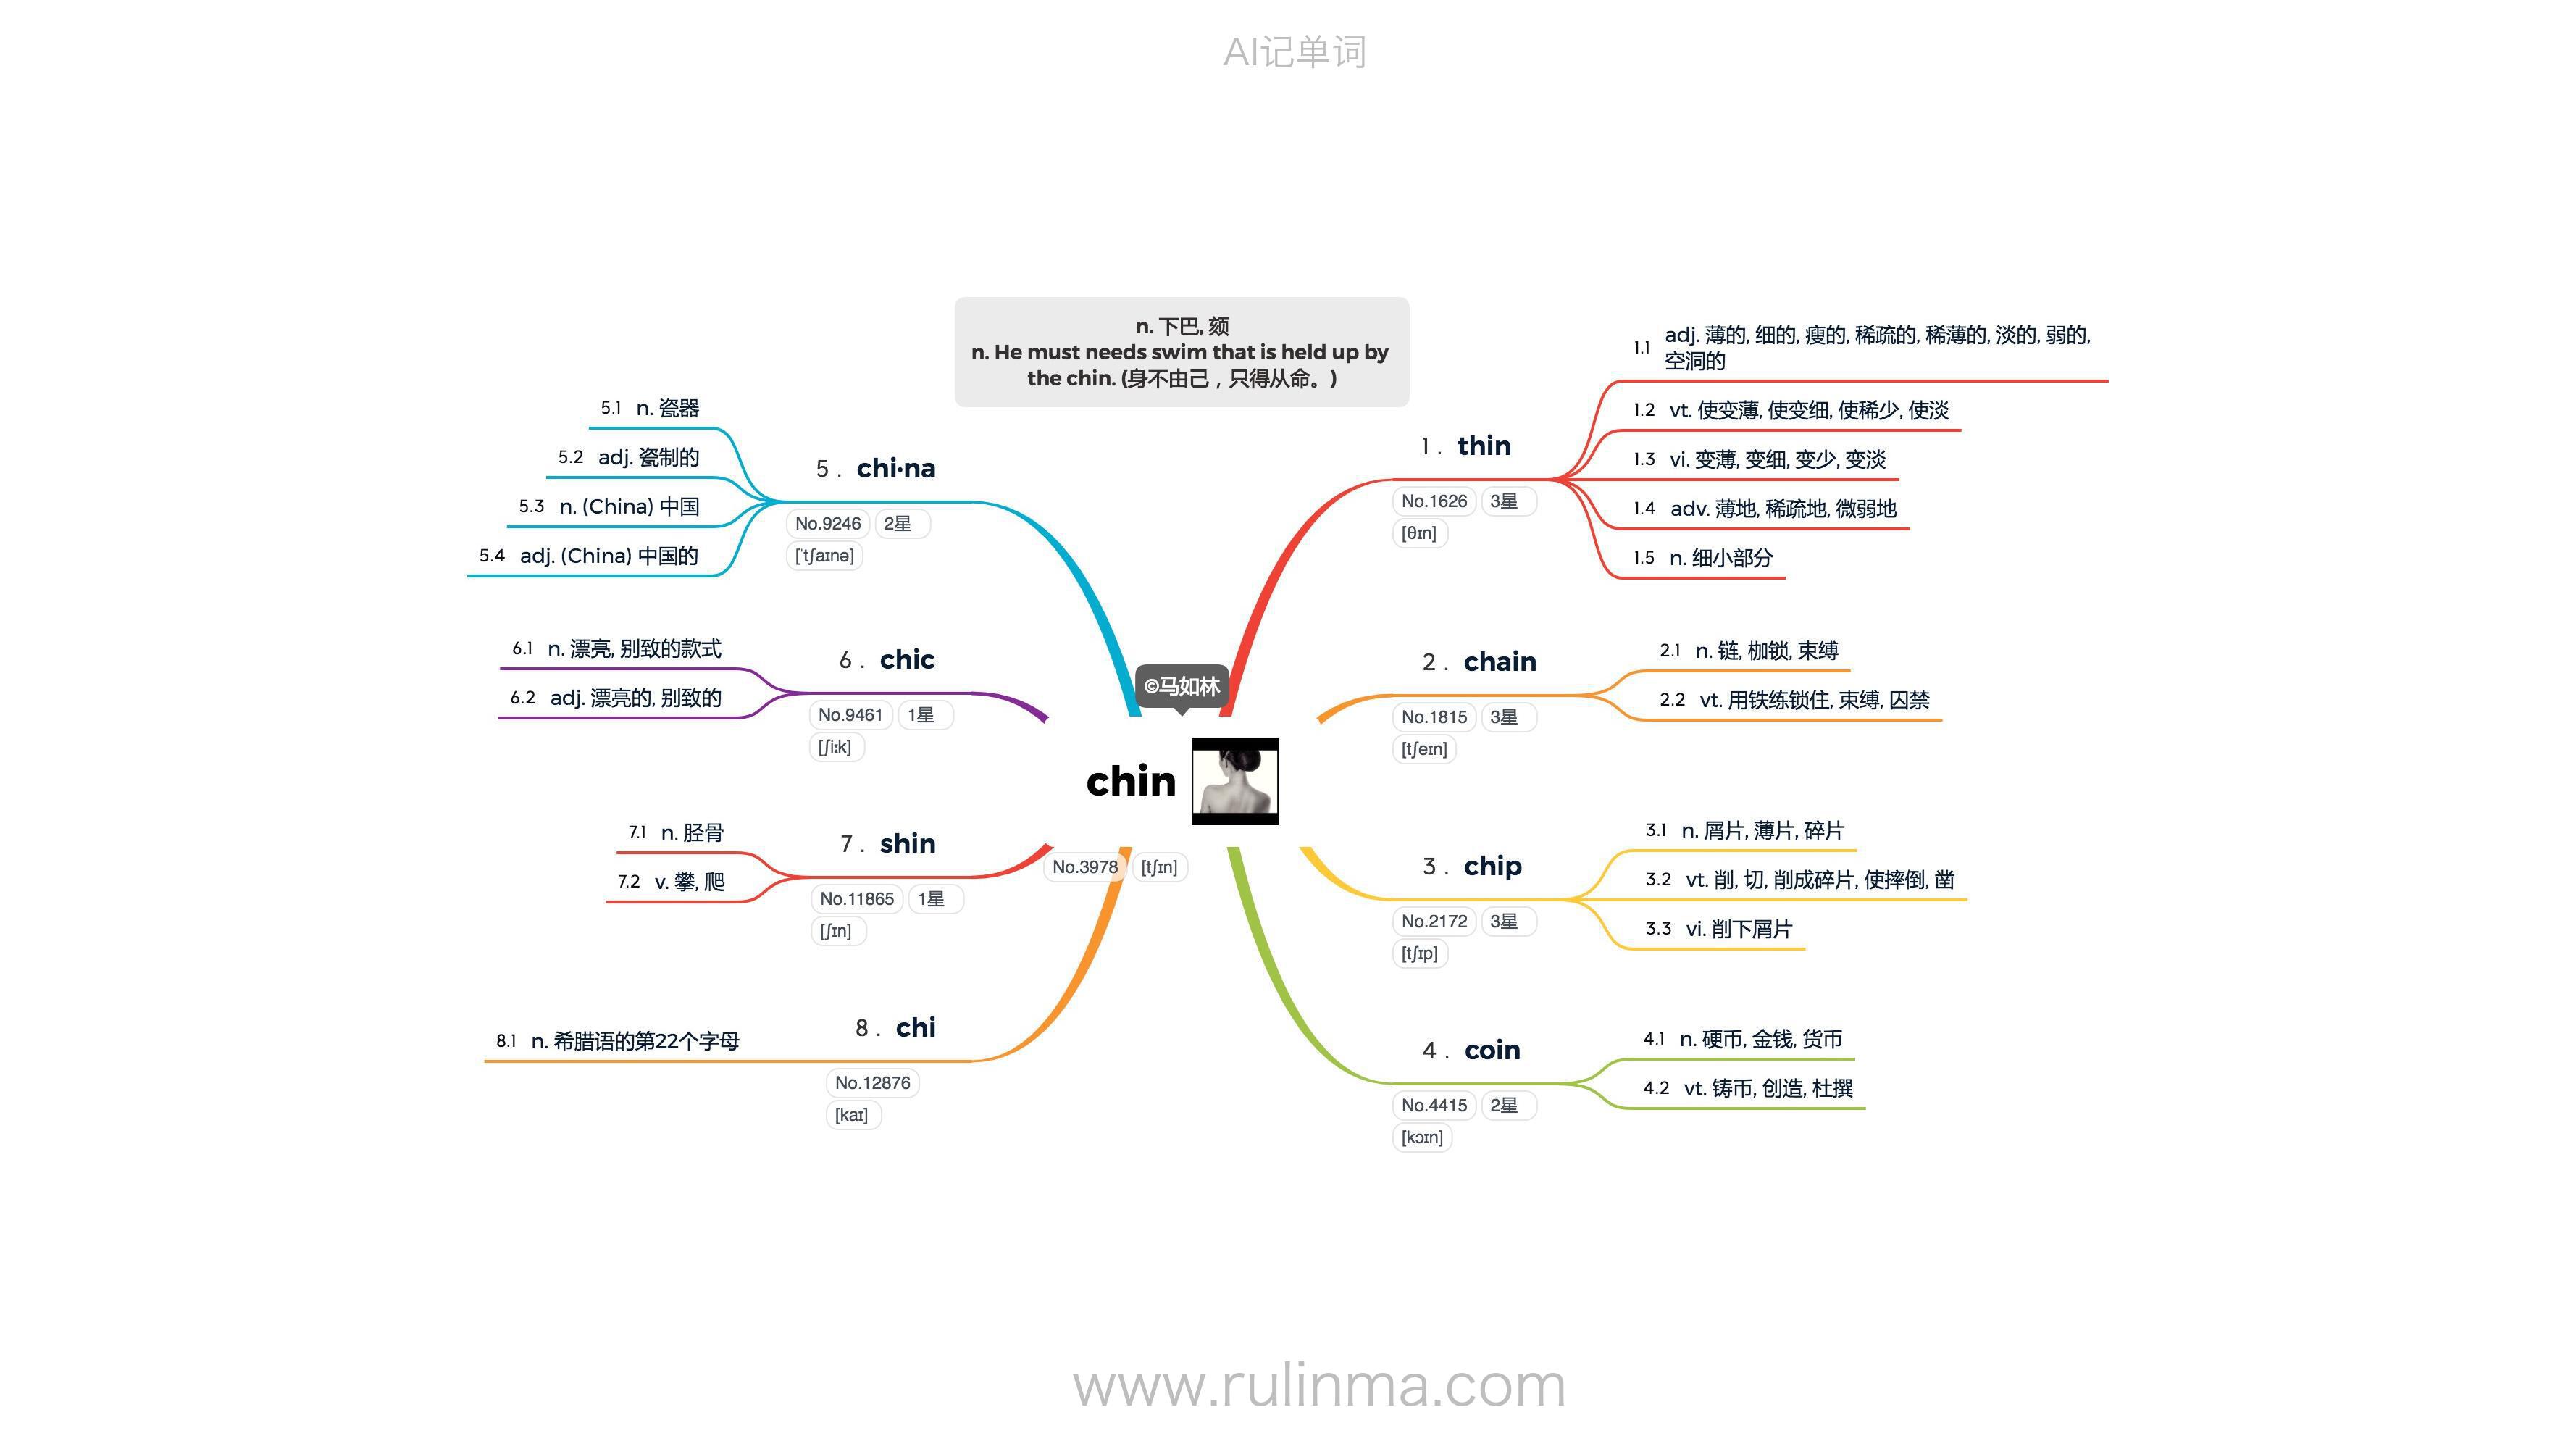 AI记单词
n. 下巴, 颏
n. He must needs swim that is held up by
the chin. (身不由己，只得从命。)
©马如林
chin
No.3978 [tʃɪn]
1. thin
No.1626 3星
[θɪn]
1.1 adj. 薄的, 细的, 瘦的, 稀疏的, 稀薄的, 淡的, 弱的,
空洞的
1.2 vt. 使变薄, 使变细, 使稀少, 使淡
1.3 vi. 变薄, 变细, 变少, 变淡
1.4 adv. 薄地, 稀疏地, 微弱地
1.5 n. 细小部分
2. chain
No.1815 3星
[tʃeɪn]
2.1 n. 链, 枷锁, 束缚
2.2 vt. 用铁练锁住, 束缚, 囚禁
3. chip
No.2172 3星
[tʃɪp]
3.1 n. 屑片, 薄片, 碎片
3.2 vt. 削, 切, 削成碎片, 使摔倒, 凿
3.3 vi. 削下屑片
4. coin
No.4415 2星
[kɔɪn]
4.1 n. 硬币, 金钱, 货币
4.2 vt. 铸币, 创造, 杜撰
5. chi·na
No.9246 2星
[ˈtʃaɪnə]
5.1 n. 瓷器
5.2 adj. 瓷制的
5.3 n. (China) 中国
5.4 adj. (China) 中国的
6. chic
No.9461 1星
[ʃiːk]
6.1 n. 漂亮, 别致的款式
6.2 adj. 漂亮的, 别致的
7. shin
No.11865 1星
[ʃɪn]
7.1 n. 胫骨
7.2 v. 攀, 爬
8. chi
No.12876
[kaɪ]
8.1 n. 希腊语的第22个字母
www.rulinma.com